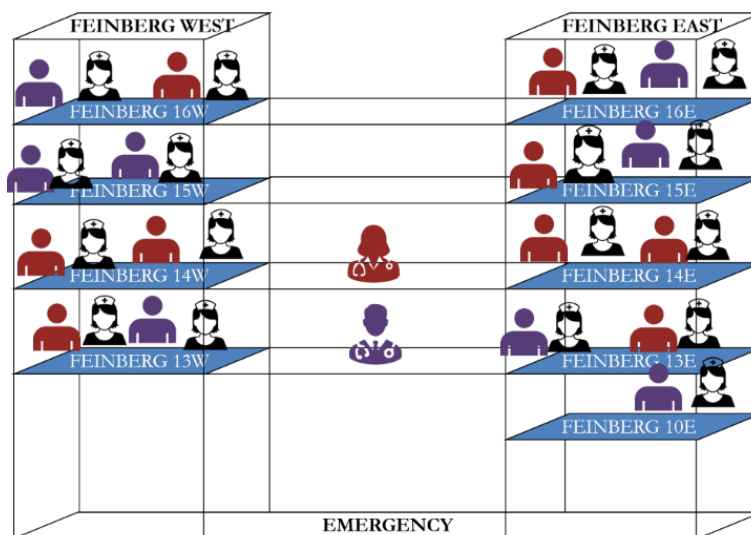 FEINBERG WEST
FEINBERG EAST
FEINBERG 16W
FEINBERG 16E
FEINBERG 15W
FEINBERG 15E
FEINBERG 14W
FEINBERG 14E
FEINBERG 13W
FEINBERG 13E
FEINBERG 10E
EMERGENCY